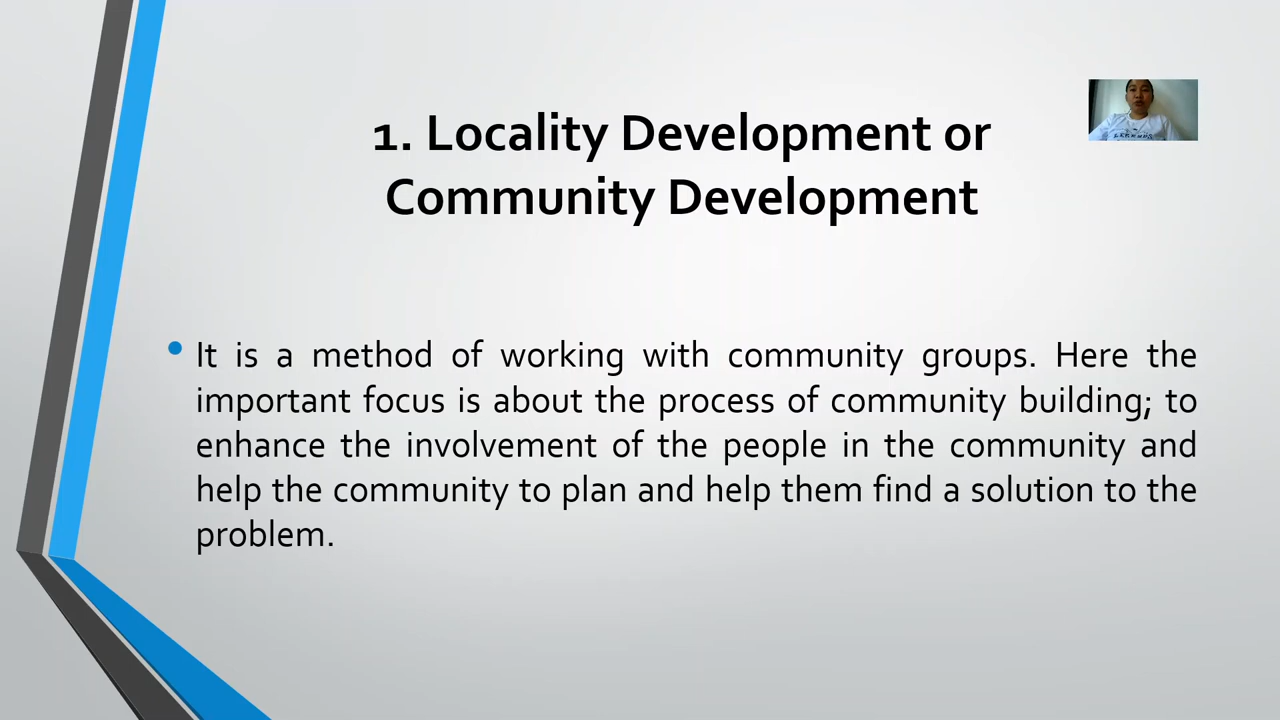 1. Locality Development or
Community Development
It is a method of working with community groups. Here the
important focus is about the process of community building; to
enhance the involvement of the people in the community and
help the community to plan and help them find a solution to the
problem.